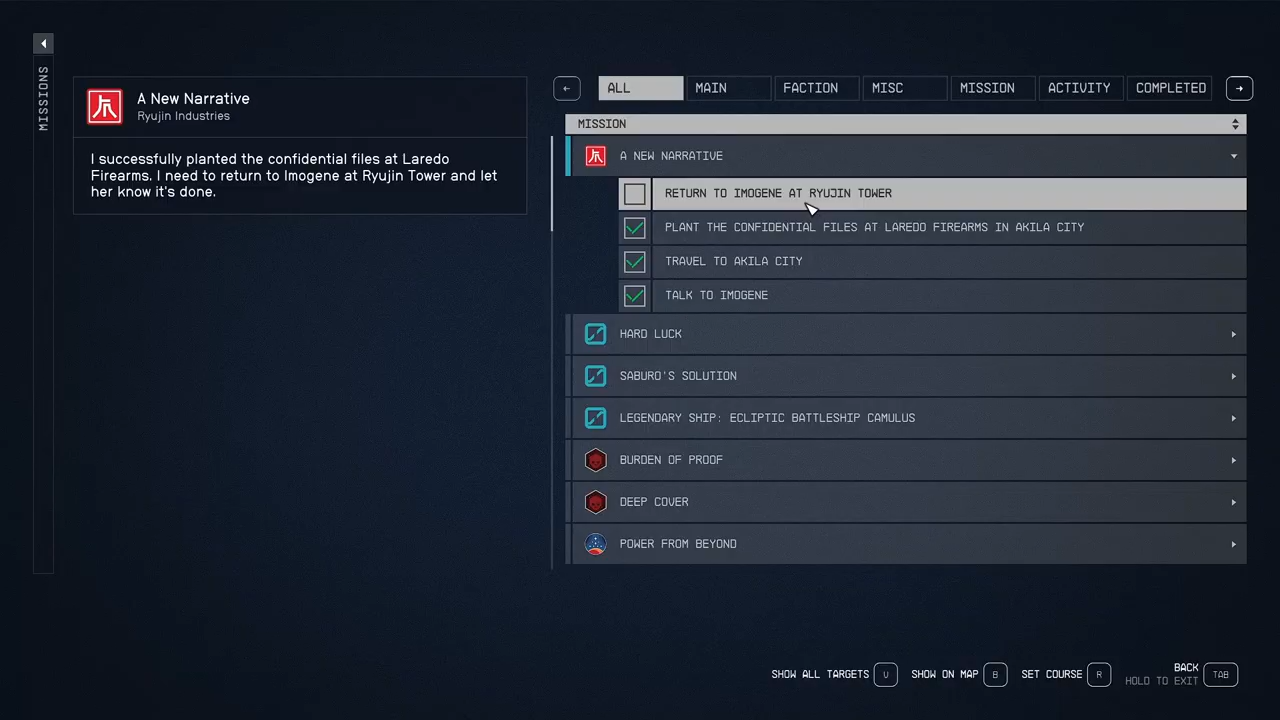 MISSIONS
A New Narrative
Ryujin Industries
I successfully planted the confidential files at Laredo
Firearms. I need to return to Imogene at Ryujin Tower and let
her know it's done.
ALL
MAIN
FACTION
MISC
MISSION
ACTIVITY
COMPLETED
MISSION
A NEW NARRATIVE
RETURN TO IMOGENE AT RYUJIN TOWER
PLANT THE CONFIDENTIAL FILES AT LAREDO FIREARMS IN AKILA CITY
TRAVEL TO AKILA CITY
TALK TO IMOGENE
HARD LUCK
SABURO'S SOLUTION
LEGENDARY SHIP: ECLIPTIC BATTLESHIP CAMULUS
BURDEN OF PROOF
DEEP COVER
POWER FROM BEYOND
SHOW ALL TARGETS U
SHOW ON MAP B
SET COURSE R
BACK
HOLD TO EXIT TAB